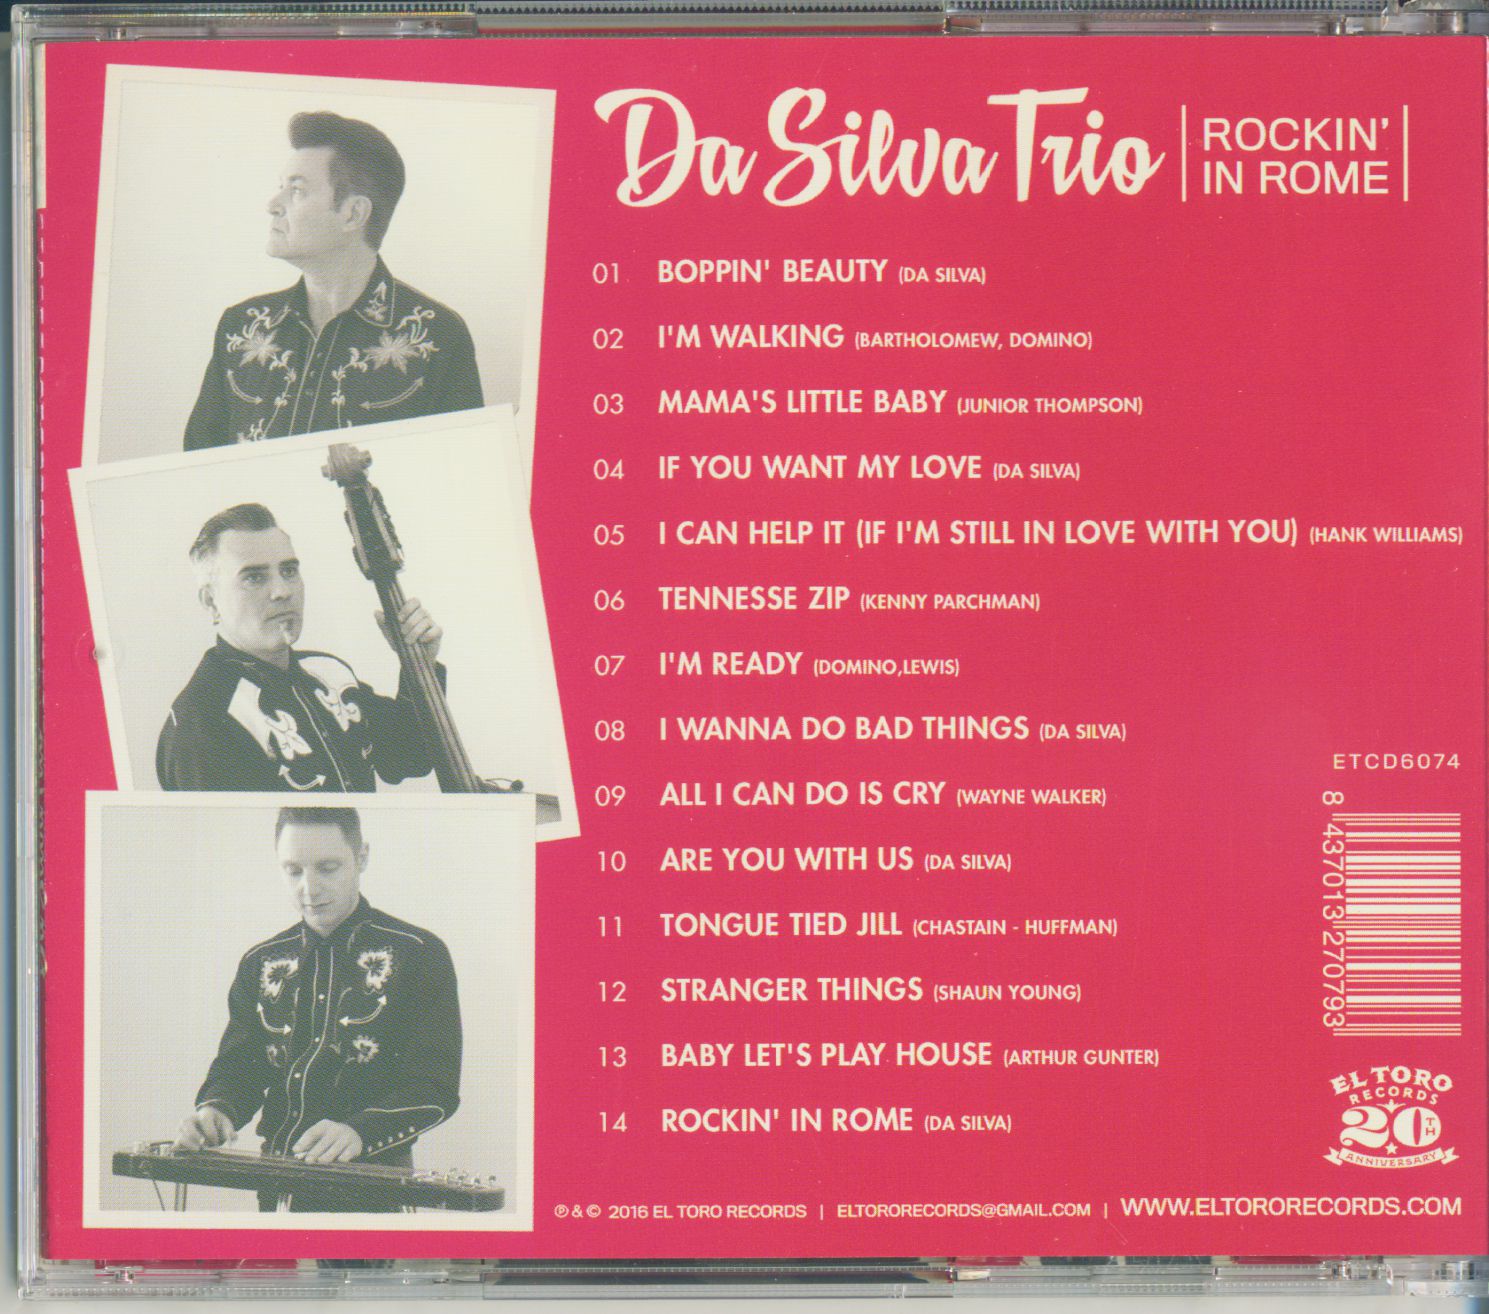 Da Silva Trio
ROCKIN'
IN ROME
01 BOPPIN' BEAUTY (DA SILVA)
02 I'M WALKING (BARTHOLOMEW, DOMINO)
03 MAMA'S LITTLE BABY (JUNIOR THOMPSON)
04 IF YOU WANT MY LOVE (DA SILVA)
05 I CAN HELP IT (IF I'M STILL IN LOVE WITH YOU) (HANK WILLIAMS)
06 TENNESSE ZIP (KENNY PARCHMAN)
07 I'M READY (DOMINO,LEWIS)
08 I WANNA DO BAD THINGS (DA SILVA)
09 ALL I CAN DO IS CRY (WAYNE WALKER)
10 ARE YOU WITH US (DA SILVA)
11 TONGUE TIED JILL (CHASTAIN - HUFFMAN)
12 STRANGER THINGS (SHAUN YOUNG)
13 BABY LET'S PLAY HOUSE (ARTHUR GUNTER)
14 ROCKIN' IN ROME (DA SILVA)
ETCD6074
8 437013 270793
EL TORO
RECORDS
20TH
ANNIVERSARY
℗ & © 2016 EL TORO RECORDS | ELTORORECORDS@GMAIL.COM | WWW.ELTORORECORDS.COM